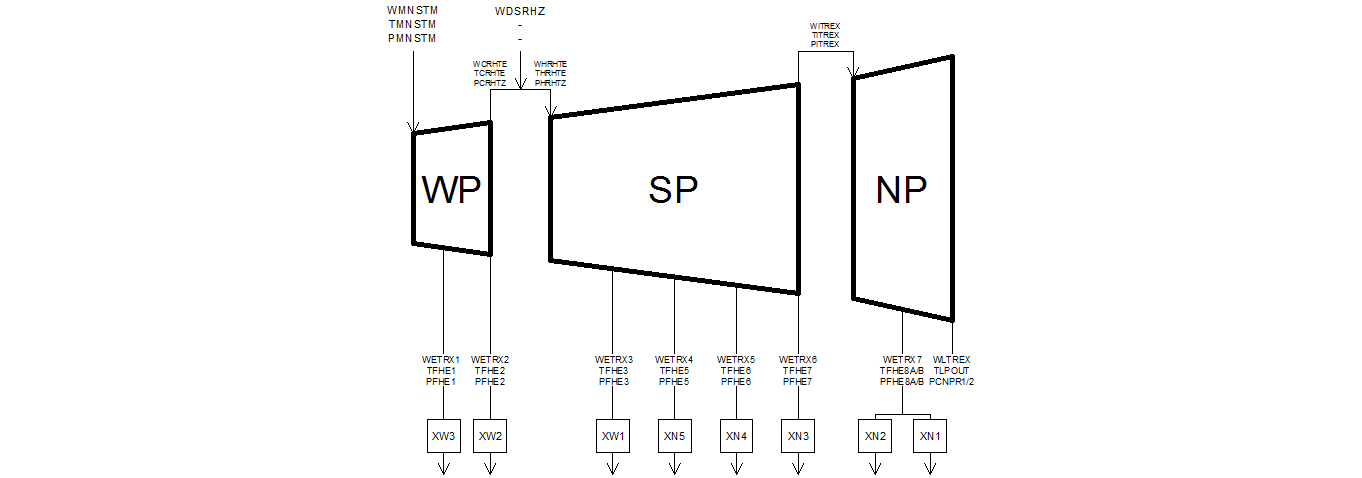 WMNSTM
TMNSTM
PMNSTM
WDSRHZ
-
-
WCRHTE
TCRHTE
PCRHTZ
WHRHTE
THRHTE
PHRHTZ
WITREX
TITREX
PITREX
WP
SP
NP
WETRX1
TFHE1
PFHE1
WETRX2
TFHE2
PFHE2
WETRX3
TFHE3
PFHE3
WETRX4
TFHE5
PFHE5
WETRX5
TFHE6
PFHE6
WETRX6
TFHE7
PFHE7
WETRX7
TFHE8A/B
PFHE8A/B
WLTREX
TLPOUT
PCNPR1/2
XW3
XW2
XW1
XN5
XN4
XN3
XN2
XN1